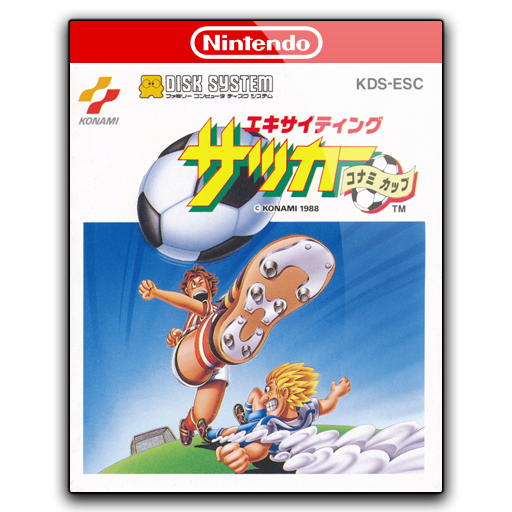 Nintendo
DISK SYSTEM
ファミリー コンピュータ ディスク システム
KDS-ESC
KONAMI
エキサイティング
サッカー
コナミ カップ
© KONAMI 1988
TM